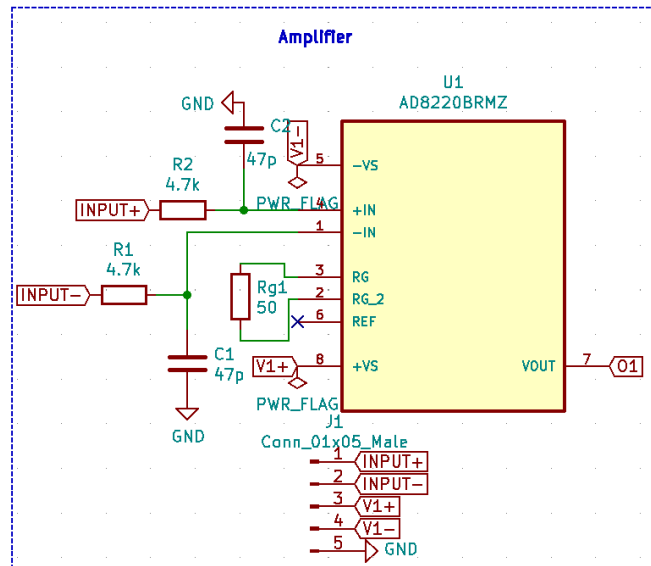 Amplifier
U1
AD8220BRMZ
GND
C2
47p
V1-
5
-VS
R2
4.7k
PWR_FLAG
INPUT+
4
+IN
1
-IN
R1
4.7k
INPUT-
3
RG
Rg1
50
2
RG_2
6
REF
C1
47p
V1+
8
+VS
VOUT
7
O1
PWR_FLAG
GND
J1
Conn_01x05_Male
1
INPUT+
2
INPUT-
3
V1+
4
V1-
5
GND